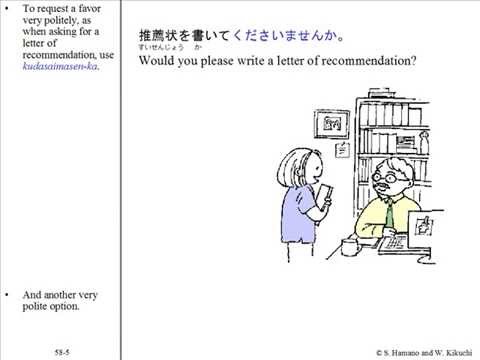 • To request a favor
very politely, as
when asking for a
letter of
recommendation, use
kudasaimasen-ka.
推薦状を書いてくださいませんか。
すいせんじょう か
Would you please write a letter of recommendation?
• And another very
polite option.
58-5
© S. Hamano and W. Kikuchi